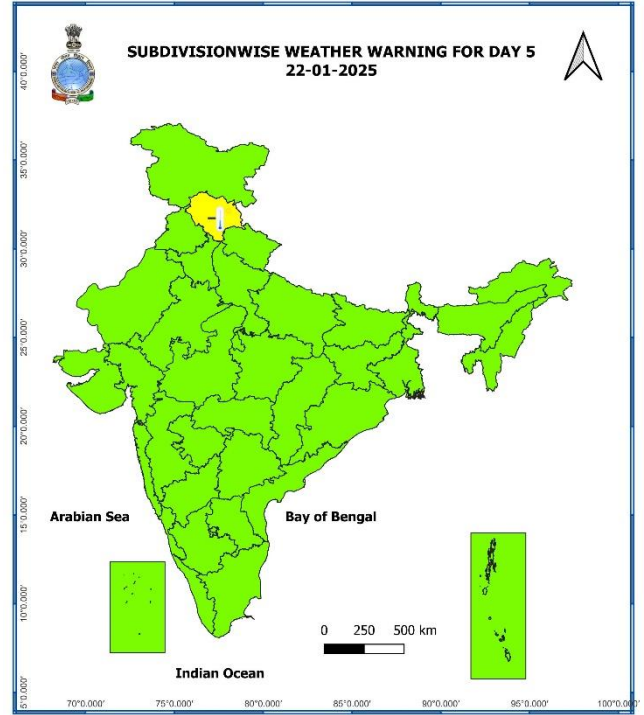 SUBDIVISIONWISE WEATHER WARNING FOR DAY 5
22-01-2025
40°0.000'
35°0.000'
30°0.000'
25°0.000'
20°0.000'
15°0.000'
10°0.000'
5°0.000'
Arabian Sea
Bay of Bengal
0 250 500 km
Indian Ocean
70°0.000' 75°0.000' 80°0.000' 85°0.000' 90°0.000' 95°0.000' 100°0.000'